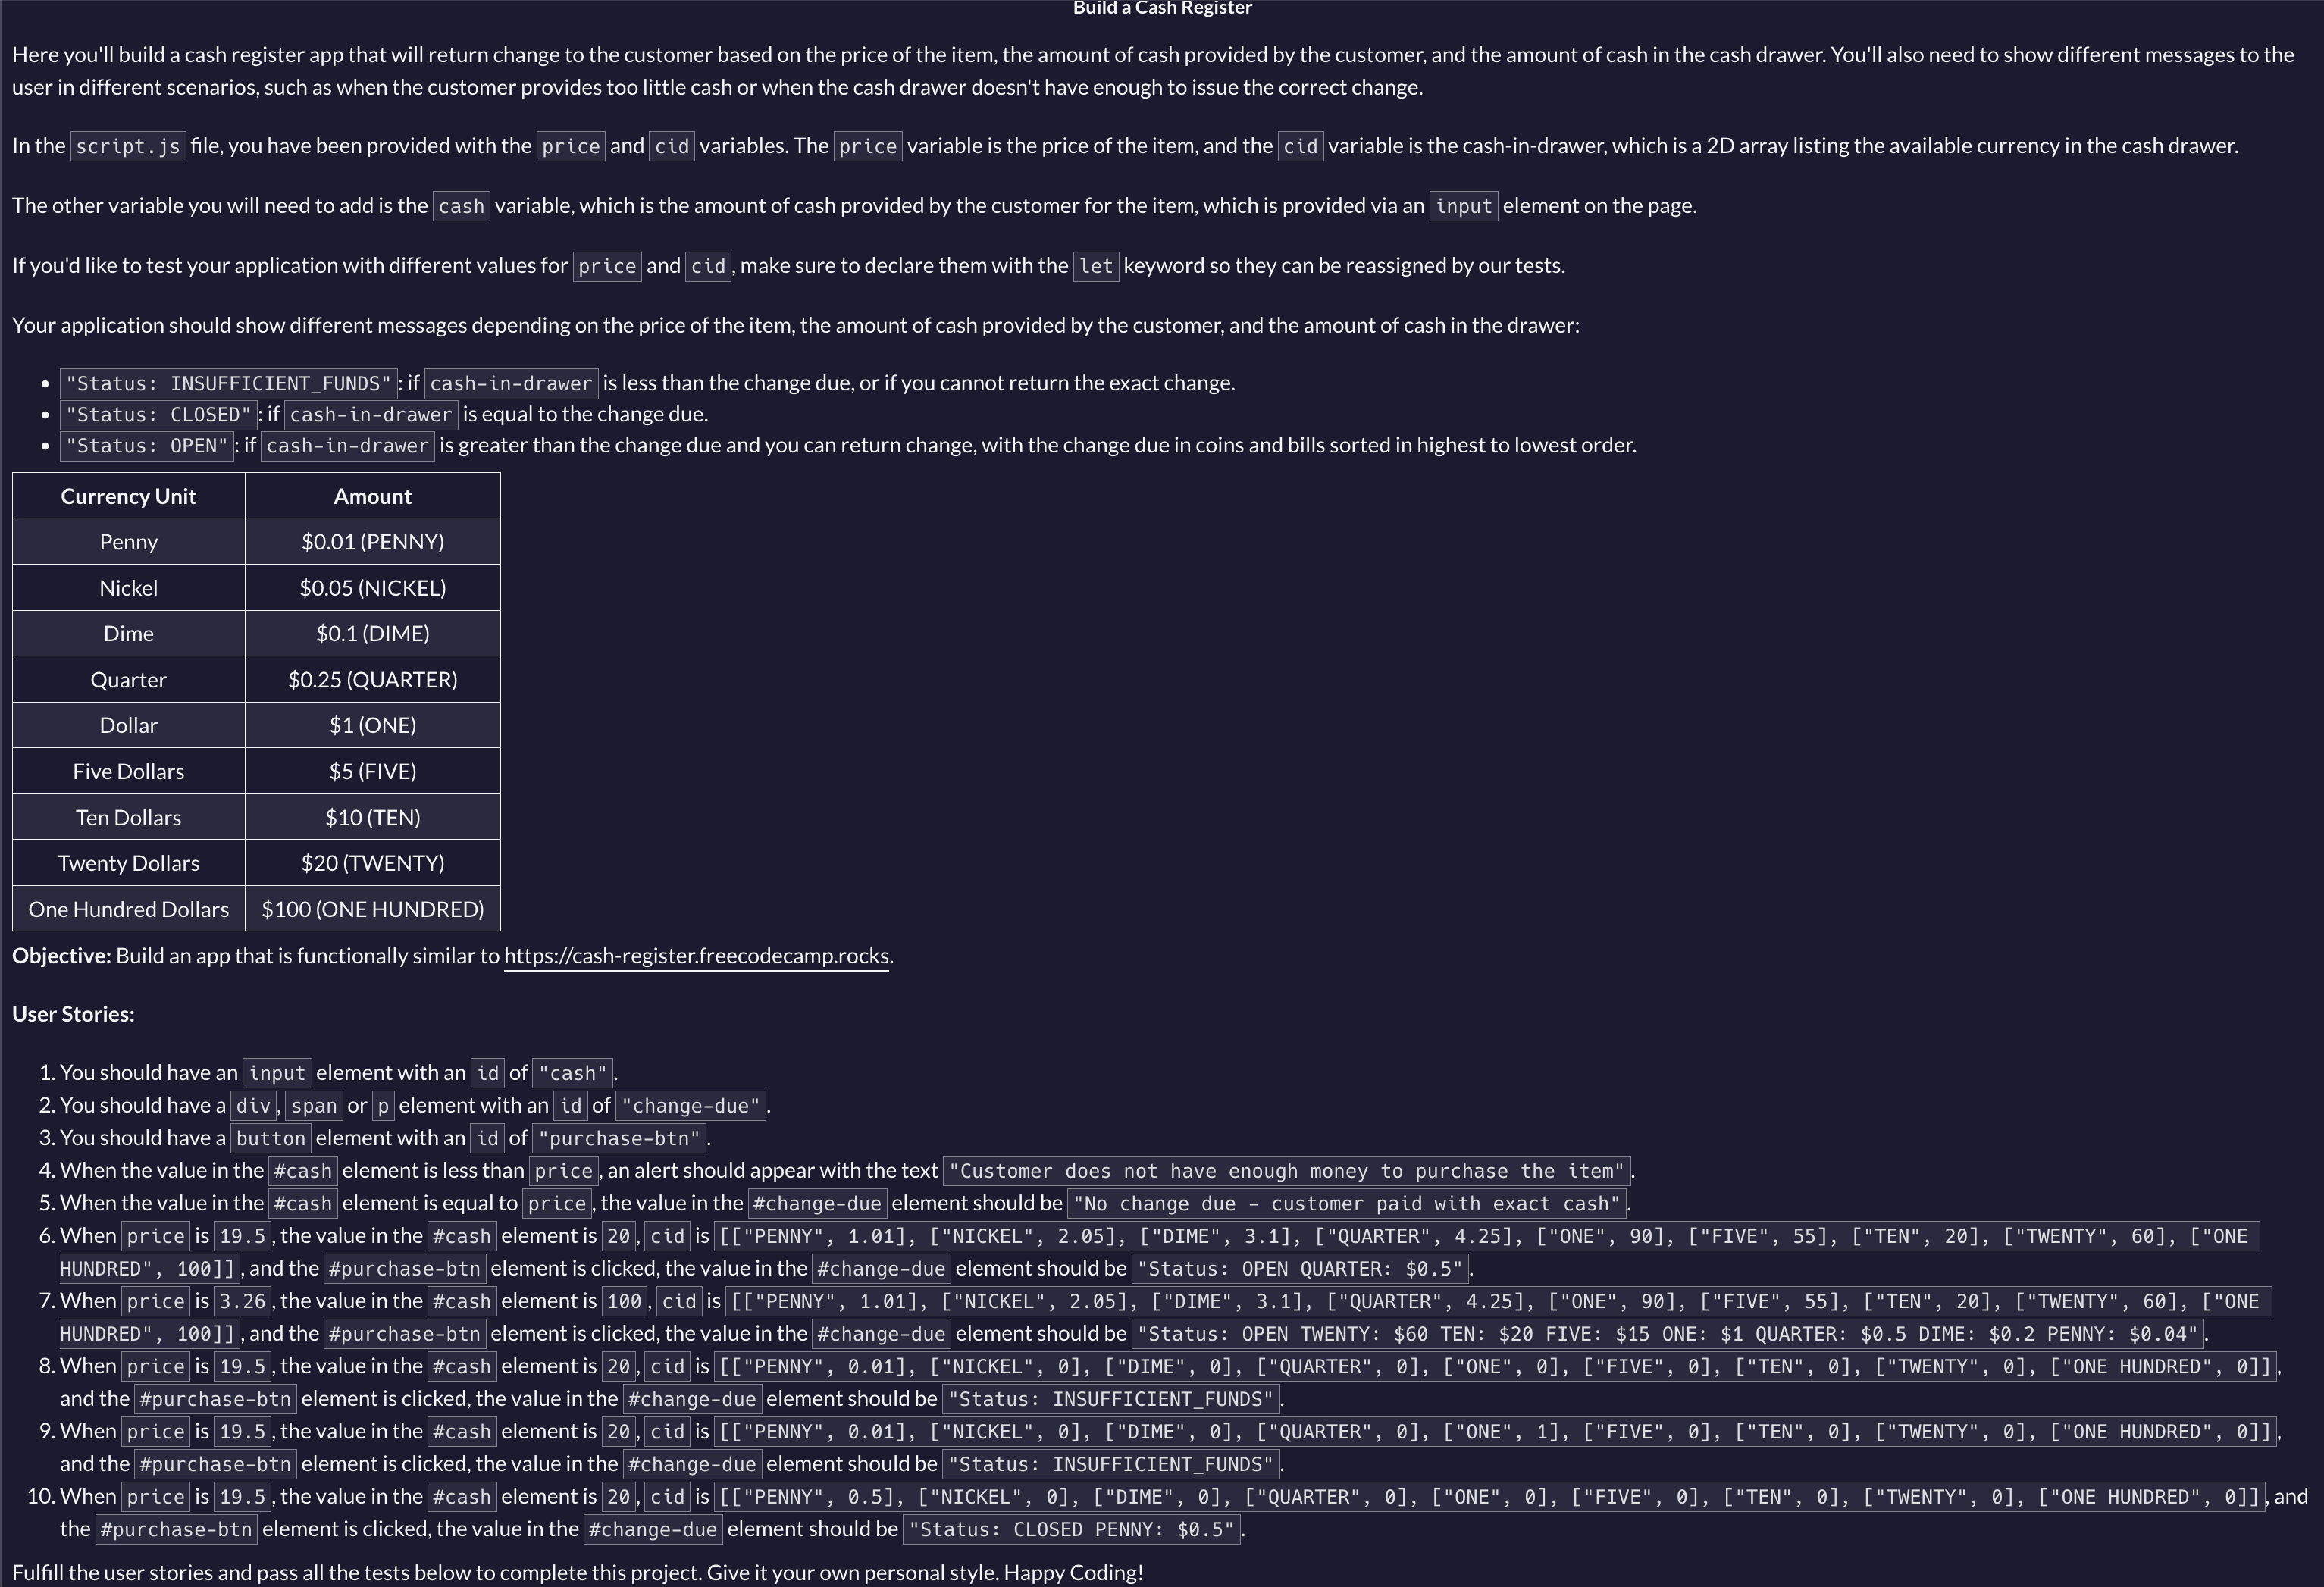 Build a Cash Register
Here you'll build a cash register app that will return change to the customer based on the price of the item, the amount of cash provided by the customer, and the amount of cash in the cash drawer. You'll also need to show different messages to the
user in different scenarios, such as when the customer provides too little cash or when the cash drawer doesn't have enough to issue the correct change.
In the script.js file, you have been provided with the price and cid variables. The price variable is the price of the item, and the cid variable is the cash-in-drawer, which is a 2D array listing the available currency in the cash drawer.
The other variable you will need to add is the cash variable, which is the amount of cash provided by the customer for the item, which is provided via an input element on the page.
If you'd like to test your application with different values for price and cid, make sure to declare them with the let keyword so they can be reassigned by our tests.
Your application should show different messages depending on the price of the item, the amount of cash provided by the customer, and the amount of cash in the drawer:
• "Status: INSUFFICIENT_FUNDS": if cash-in-drawer is less than the change due, or if you cannot return the exact change.
• "Status: CLOSED": if cash-in-drawer is equal to the change due.
• "Status: OPEN": if cash-in-drawer is greater than the change due and you can return change, with the change due in coins and bills sorted in highest to lowest order.
Currency Unit Amount
Penny $0.01 (PENNY)
Nickel $0.05 (NICKEL)
Dime $0.1 (DIME)
Quarter $0.25 (QUARTER)
Dollar $1 (ONE)
Five Dollars $5 (FIVE)
Ten Dollars $10 (TEN)
Twenty Dollars $20 (TWENTY)
One Hundred Dollars $100 (ONE HUNDRED)
Objective: Build an app that is functionally similar to https://cash-register.freecodecamp.rocks.
User Stories:
1. You should have an input element with an id of "cash".
2. You should have a div, span or p element with an id of "change-due".
3. You should have a button element with an id of "purchase-btn".
4. When the value in the #cash element is less than price, an alert should appear with the text "Customer does not have enough money to purchase the item".
5. When the value in the #cash element is equal to price, the value in the #change-due element should be "No change due - customer paid with exact cash".
6. When price is 19.5, the value in the #cash element is 20, cid is [["PENNY", 1.01], ["NICKEL", 2.05], ["DIME", 3.1], ["QUARTER", 4.25], ["ONE", 90], ["FIVE", 55], ["TEN", 20], ["TWENTY", 60], ["ONE
HUNDRED", 100]], and the #purchase-btn element is clicked, the value in the #change-due element should be "Status: OPEN QUARTER: $0.5".
7. When price is 3.26, the value in the #cash element is 100, cid is [["PENNY", 1.01], ["NICKEL", 2.05], ["DIME", 3.1], ["QUARTER", 4.25], ["ONE", 90], ["FIVE", 55], ["TEN", 20], ["TWENTY", 60], ["ONE
HUNDRED", 100]], and the #purchase-btn element is clicked, the value in the #change-due element should be "Status: OPEN TWENTY: $60 TEN: $20 FIVE: $15 ONE: $1 QUARTER: $0.5 DIME: $0.2 PENNY: $0.04".
8. When price is 19.5, the value in the #cash element is 20, cid is [["PENNY", 0.01], ["NICKEL", 0], ["DIME", 0], ["QUARTER", 0], ["ONE", 0], ["FIVE", 0], ["TEN", 0], ["TWENTY", 0], ["ONE HUNDRED", 0]],
and the #purchase-btn element is clicked, the value in the #change-due element should be "Status: INSUFFICIENT_FUNDS".
9. When price is 19.5, the value in the #cash element is 20, cid is [["PENNY", 0.01], ["NICKEL", 0], ["DIME", 0], ["QUARTER", 0], ["ONE", 1], ["FIVE", 0], ["TEN", 0], ["TWENTY", 0], ["ONE HUNDRED", 0]],
and the #purchase-btn element is clicked, the value in the #change-due element should be "Status: INSUFFICIENT_FUNDS".
10. When price is 19.5, the value in the #cash element is 20, cid is [["PENNY", 0.5], ["NICKEL", 0], ["DIME", 0], ["QUARTER", 0], ["ONE", 0], ["FIVE", 0], ["TEN", 0], ["TWENTY", 0], ["ONE HUNDRED", 0]], and
the #purchase-btn element is clicked, the value in the #change-due element should be "Status: CLOSED PENNY: $0.5".
Fulfill the user stories and pass all the tests below to complete this project. Give it your own personal style. Happy Coding!